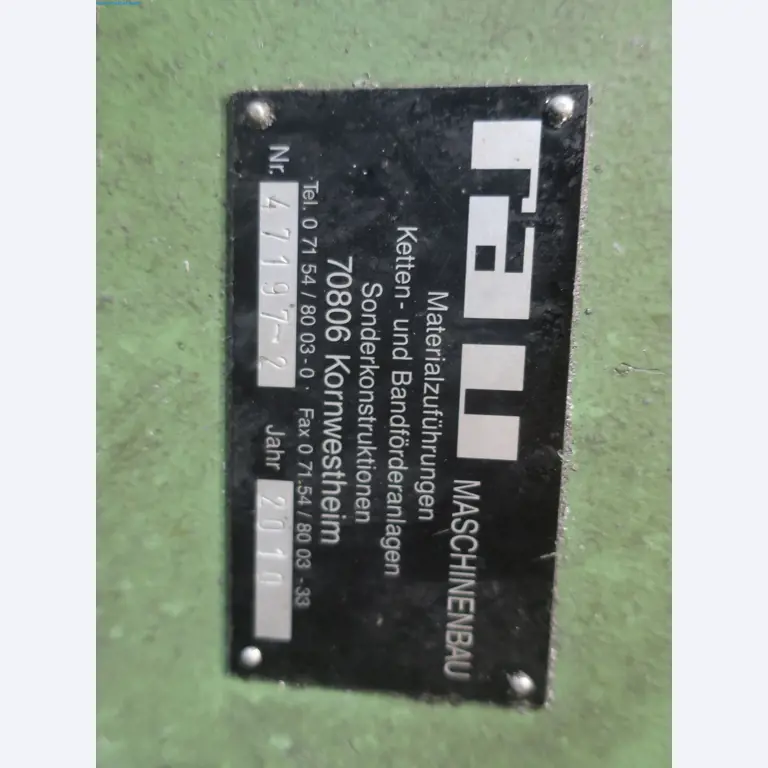 rau MASCHINENBAU
Materialzuführungen
Ketten- und Bandförderanlagen
Sonderkonstruktionen
70806 Kornwestheim
Tel. 0 71 54 / 80 03 - 0 · Fax 0 71.54 / 80 03 - 33
Nr. 47197-2 Jahr 2010